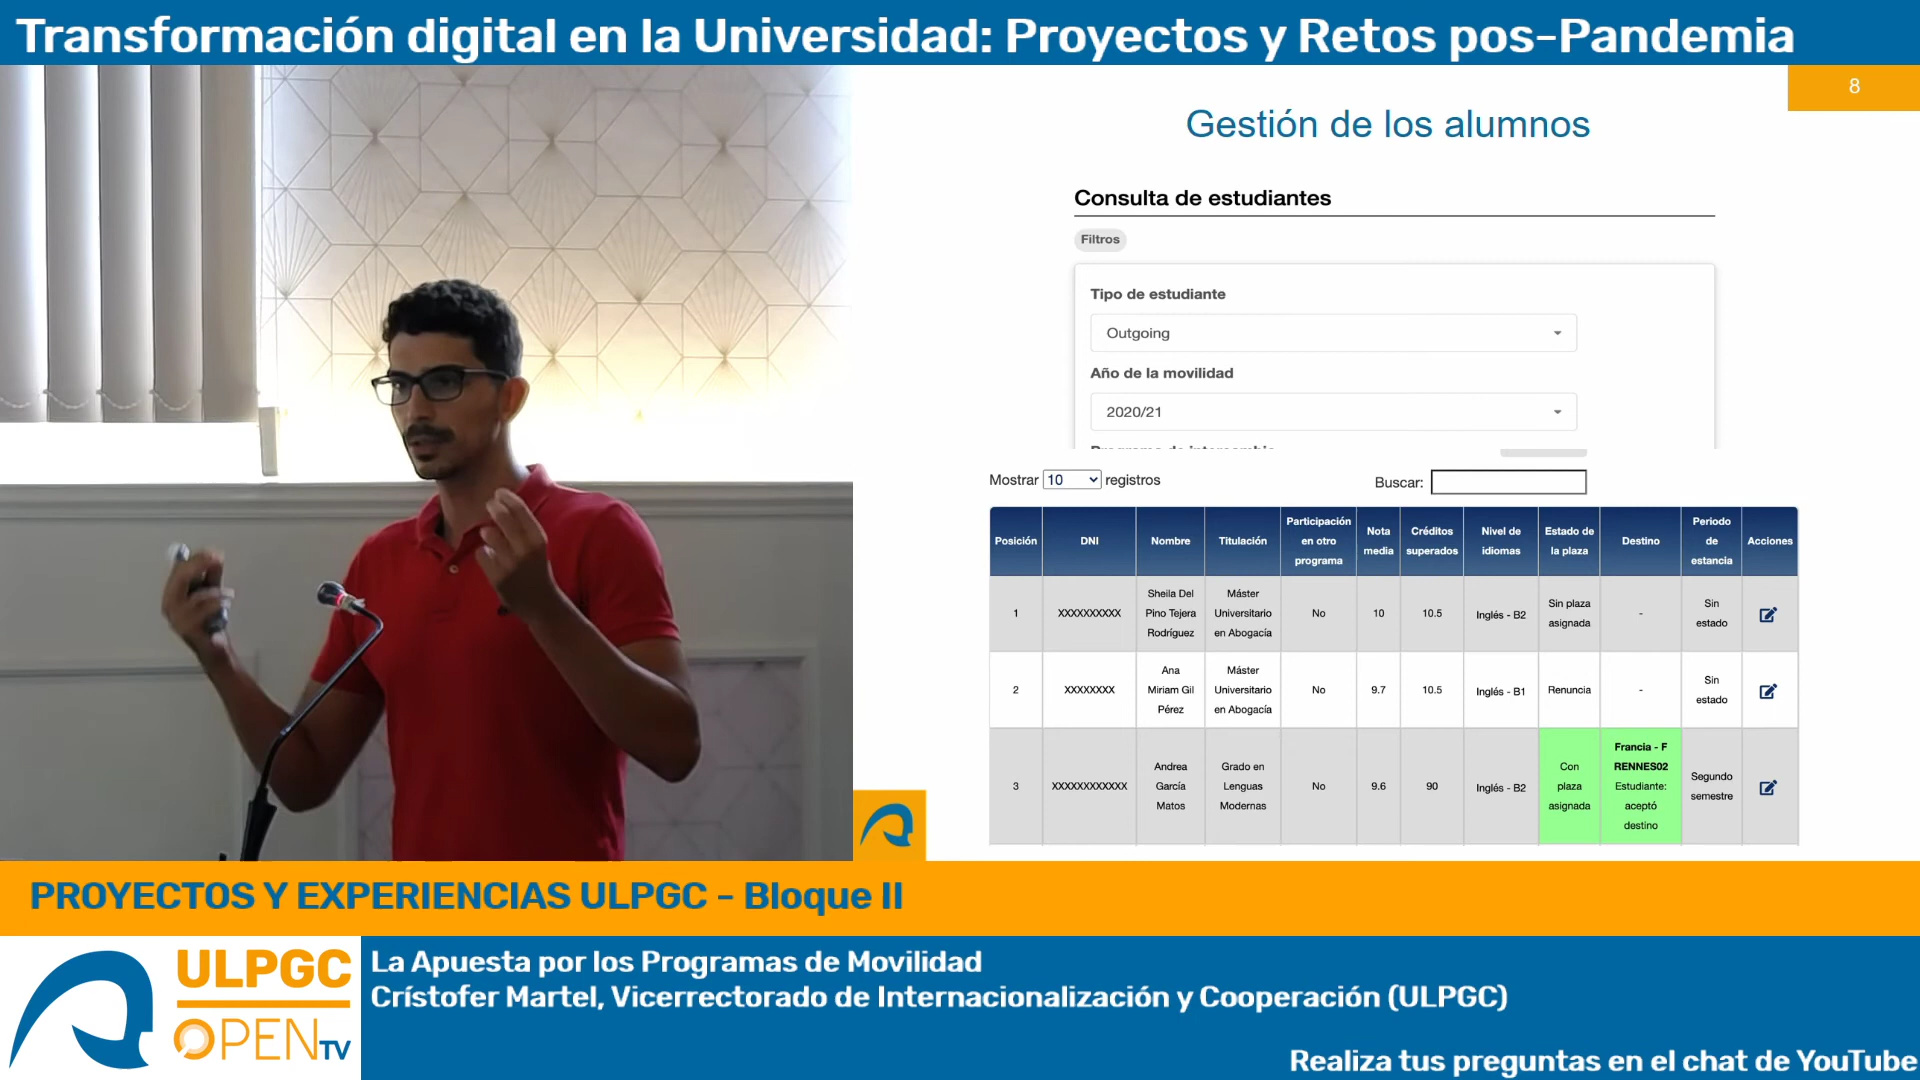 Transformación digital en la Universidad: Proyectos y Retos pos-Pandemia
8
Gestión de los alumnos
Consulta de estudiantes
Filtros
Tipo de estudiante
Outgoing
Año de la movilidad
2020/21
Programa de intercambio
Mostrar 10 registros
Buscar:
Posición DNI Nombre Titulación Participación en otro programa Nota media Créditos superados Nivel de idiomas Estado de la plaza Destino Periodo de estancia Acciones
1 XXXXXXXXXX Sheila Del Pino Tejera Rodríguez Máster Universitario en Abogacía No 10 10.5 Inglés - B2 Sin plaza asignada - Sin estado
2 XXXXXXXX Ana Miriam Gil Pérez Máster Universitario en Abogacía No 9.7 10.5 Inglés - B1 Renuncia - Sin estado
3 XXXXXXXXXXXX Andrea García Matos Grado en Lenguas Modernas No 9.6 90 Inglés - B2 Con plaza asignada Francia - F RENNES02 Estudiante: aceptó destino Segundo semestre
PROYECTOS Y EXPERIENCIAS ULPGC - Bloque II
ULPGC
OPEN TV
La Apuesta por los Programas de Movilidad
Crístofer Martel, Vicerrectorado de Internacionalización y Cooperación (ULPGC)
Realiza tus preguntas en el chat de YouTube